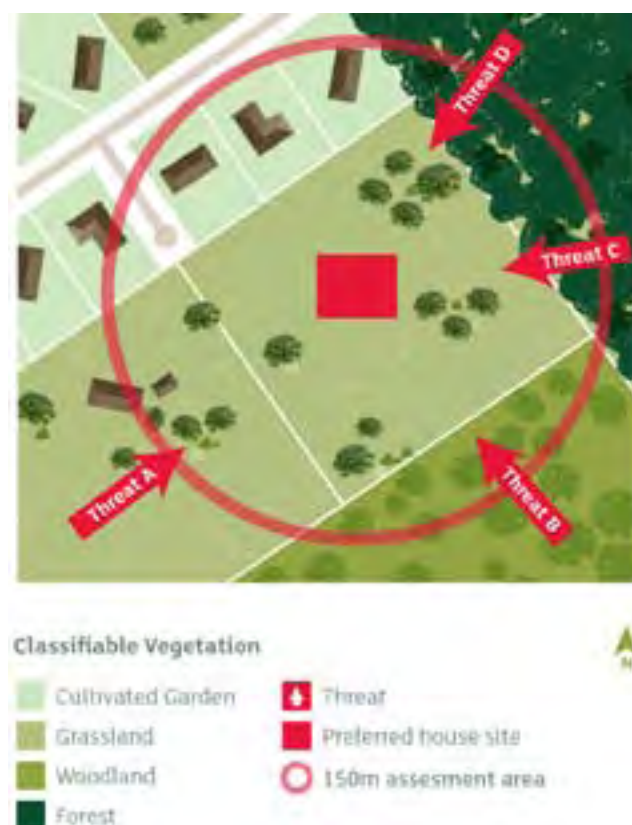 Threat D
Threat C
Threat A
Threat B
Classifiable Vegetation
N
Cultivated Garden
Threat
Grassland
Preferred house site
Woodland
150m assesment area
Forest